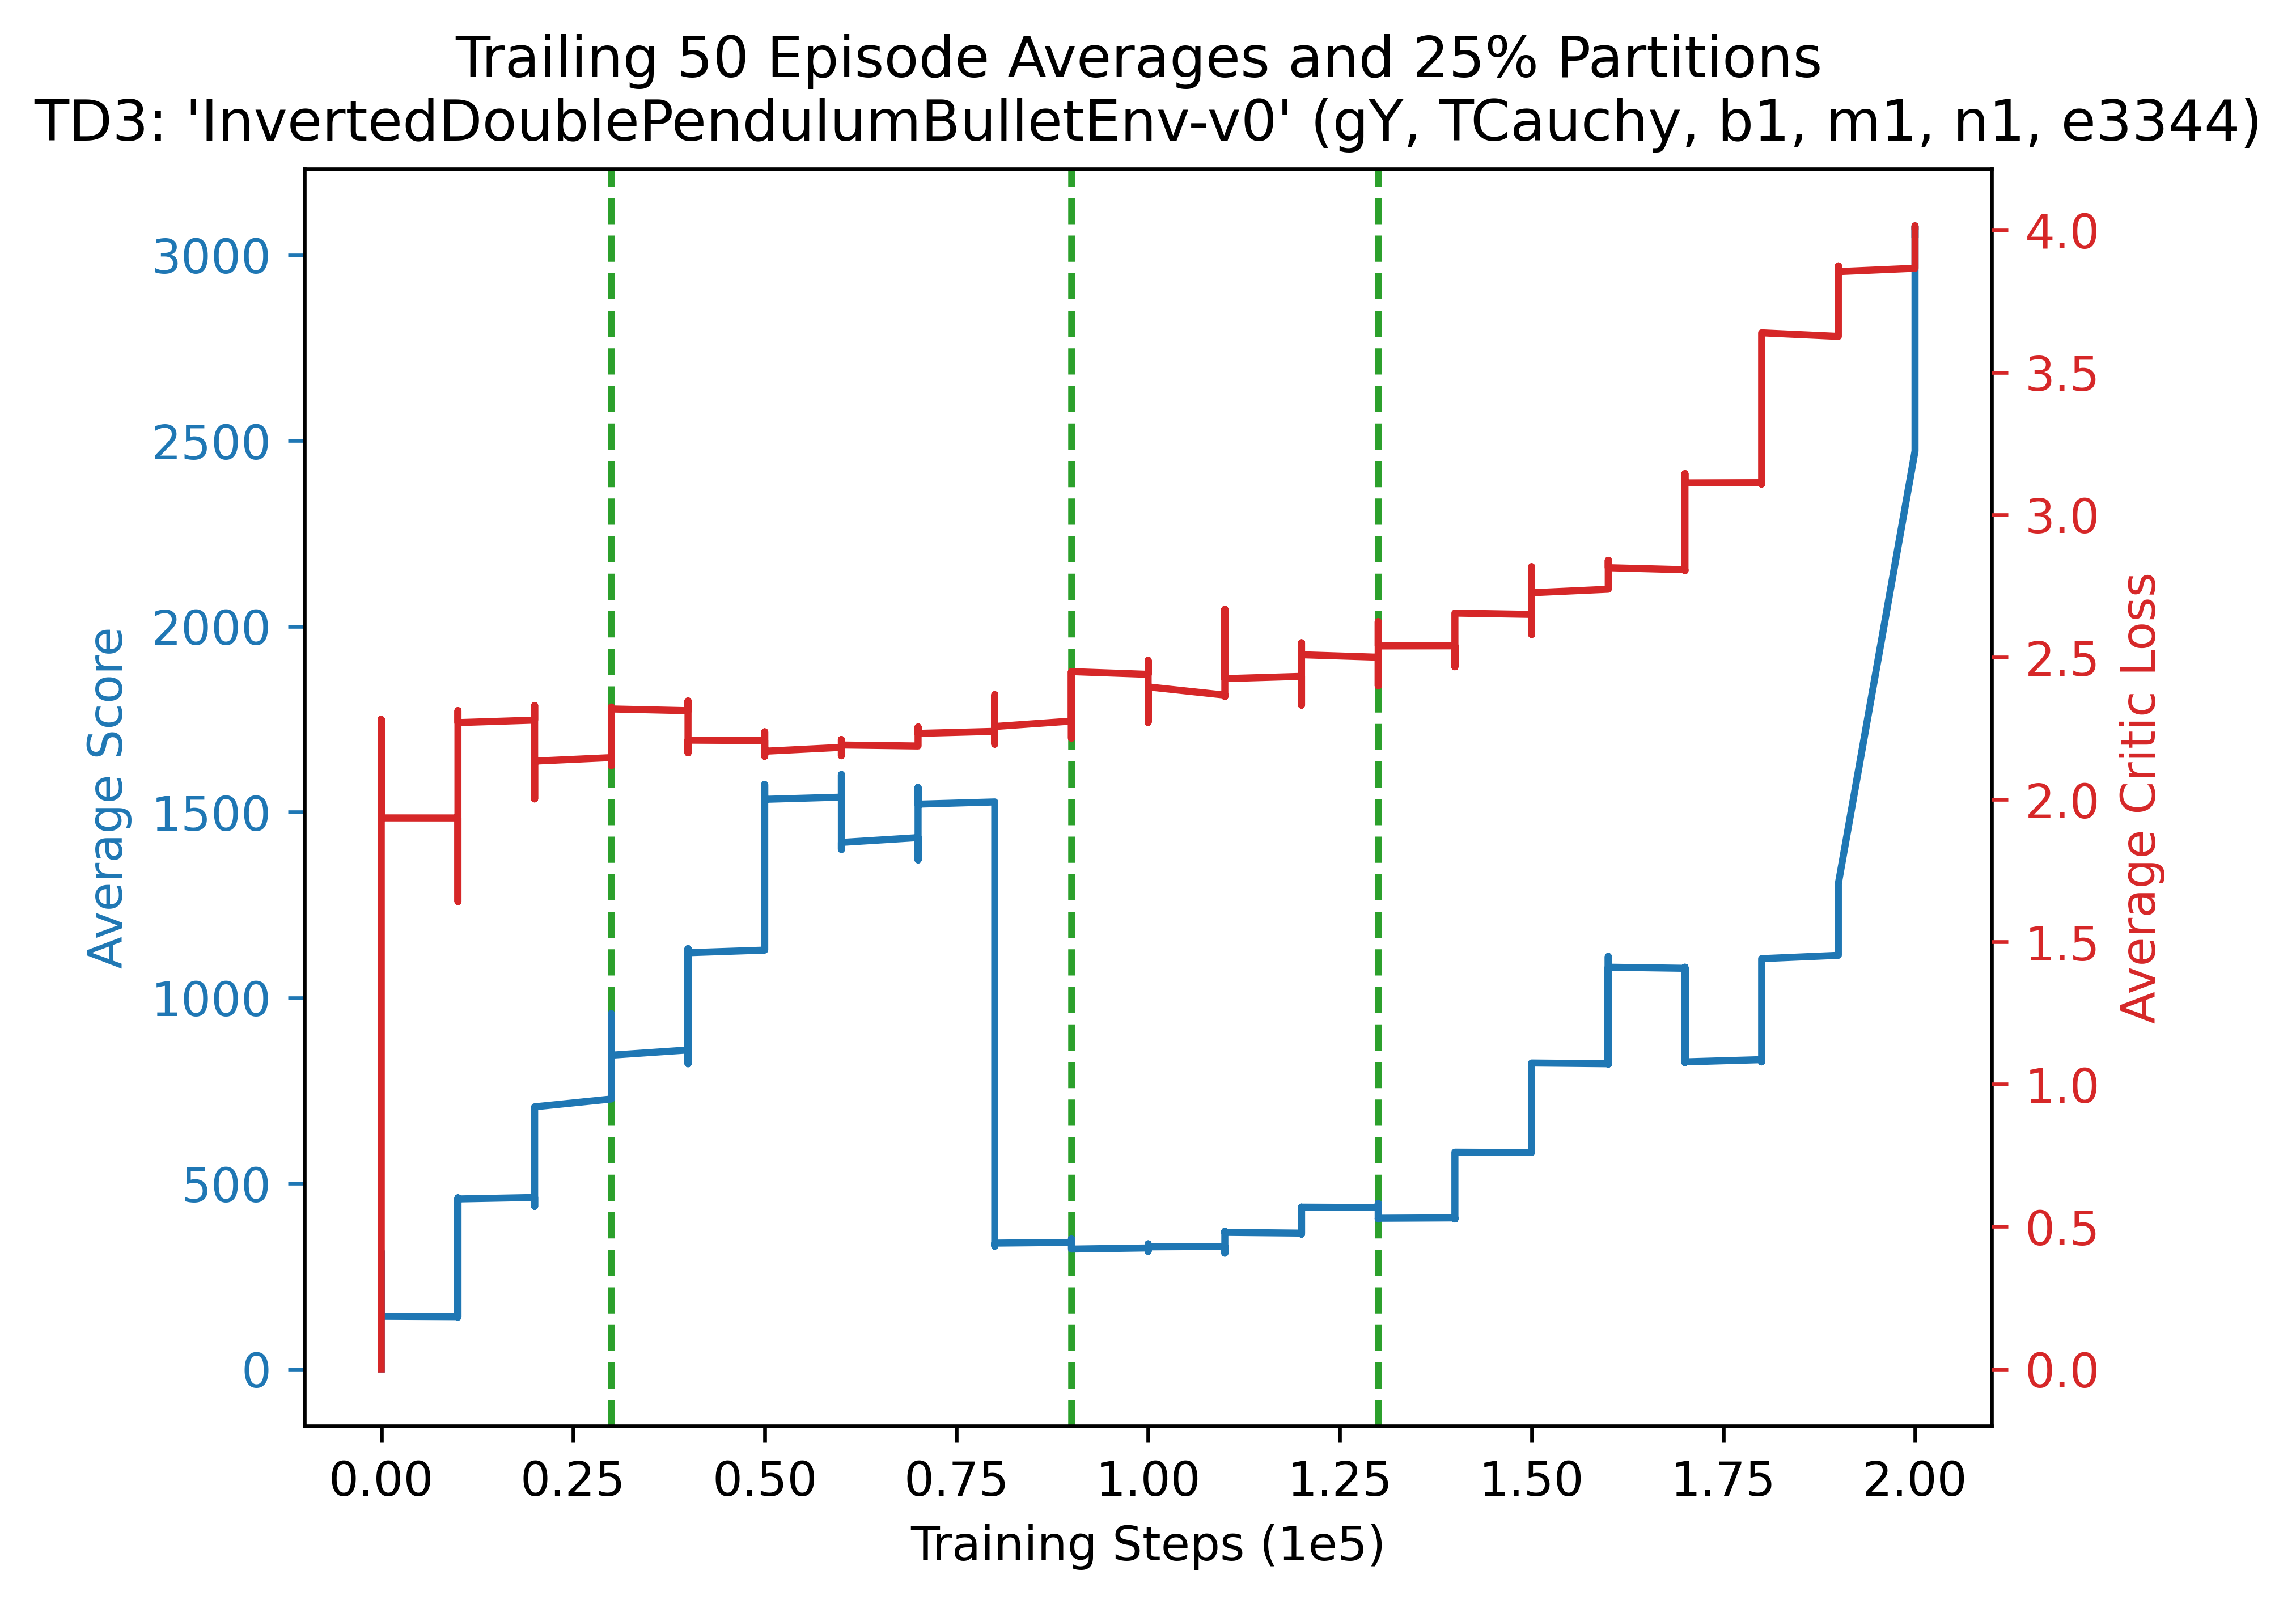 Trailing 50 Episode Averages and 25% Partitions
TD3: 'InvertedDoublePendulumBulletEnv-v0' (gY, TCauchy, b1, m1, n1, e3344)
Average Score
3000
2500
2000
1500
1000
500
0
4.0
3.5
3.0
2.5
2.0
1.5
1.0
0.5
0.0
Average Critic Loss
0.00 0.25 0.50 0.75 1.00 1.25 1.50 1.75 2.00
Training Steps (1e5)